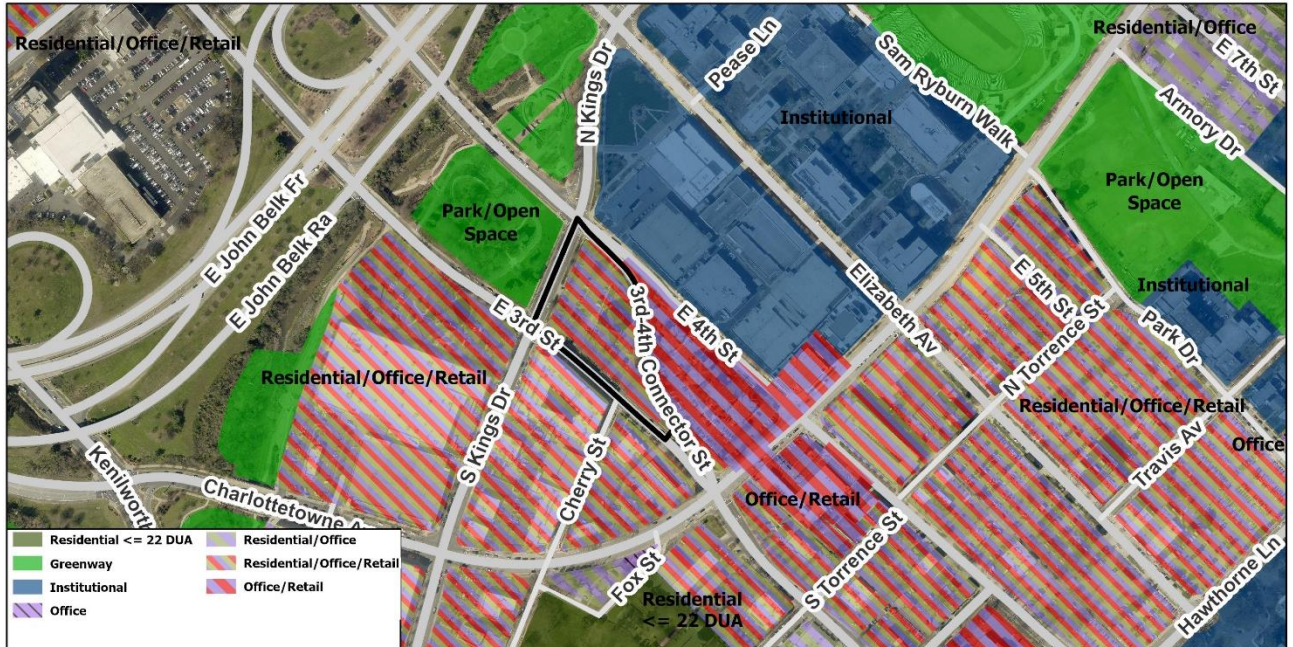 Residential/Office/Retail
N Kings Dr
Pease Ln
Sam Ryburn Walk
Residential/Office
E 7th St
Armory Dr
Institutional
Park/Open
Space
Park/Open
Space
E John Belk Fr
E John Belk Ra
E 3rd St
3rd-4th Connector St
E 4th St
Elizabeth Av
E 5th St
N Torrence St
Institutional
Park Dr
Residential/Office/Retail
S Kings Dr
Cherry St
Residential/Office/Retail
Travis Av
Office
Kenilworth
Charlottetowne A
Office/Retail
S Torrence St
Hawthorne Ln
Fox St
Residential
<= 22 DUA
Residential <= 22 DUA
Greenway
Institutional
Office
Residential/Office
Residential/Office/Retail
Office/Retail